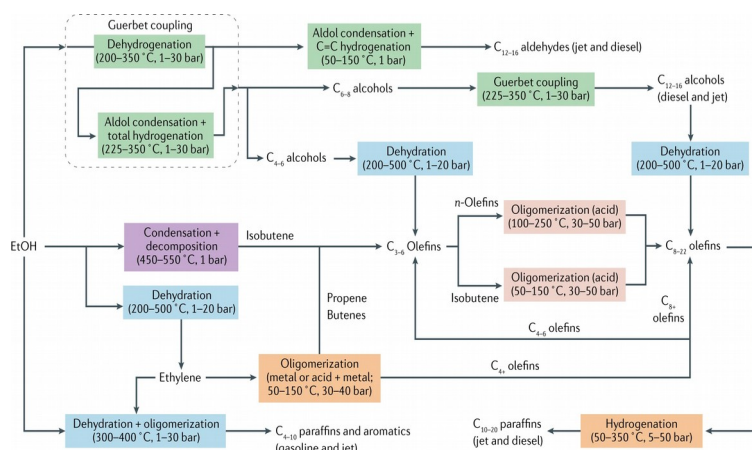 Guerbet coupling
Dehydrogenation
(200–350 °C, 1–30 bar)
Aldol condensation +
C=C hydrogenation
(50–150 °C, 1 bar)
C₁₂₋₁₆ aldehydes (jet and diesel)
Aldol condensation +
total hydrogenation
(225–350 °C, 1–30 bar)
C₆₋₈ alcohols
Guerbet coupling
(225–350 °C, 1–30 bar)
C₁₂₋₁₆ alcohols
(diesel and jet)
C₄₋₆ alcohols
Dehydration
(200–500 °C, 1–20 bar)
Dehydration
(200–500 °C, 1–20 bar)
EtOH
Condensation +
decomposition
(450–550 °C, 1 bar)
Isobutene
C₃₋₆ Olefins
n-Olefins
Oligomerization (acid)
(100–250 °C, 30–50 bar)
Isobutene
Oligomerization (acid)
(50–150 °C, 30–50 bar)
C₈₋₂₂ olefins
Dehydration
(200–500 °C, 1–20 bar)
Propene
Butenes
C₈₊
olefins
C₄₋₆ olefins
Ethylene
Oligomerization
(metal or acid + metal;
50–150 °C, 30–40 bar)
C₄₊ olefins
Dehydration + oligomerization
(300–400 °C, 1–30 bar)
C₄₋₁₀ paraffins and aromatics
(gasoline and jet)
C₁₀₋₂₀ paraffins
(jet and diesel)
Hydrogenation
(50–350 °C, 5–50 bar)